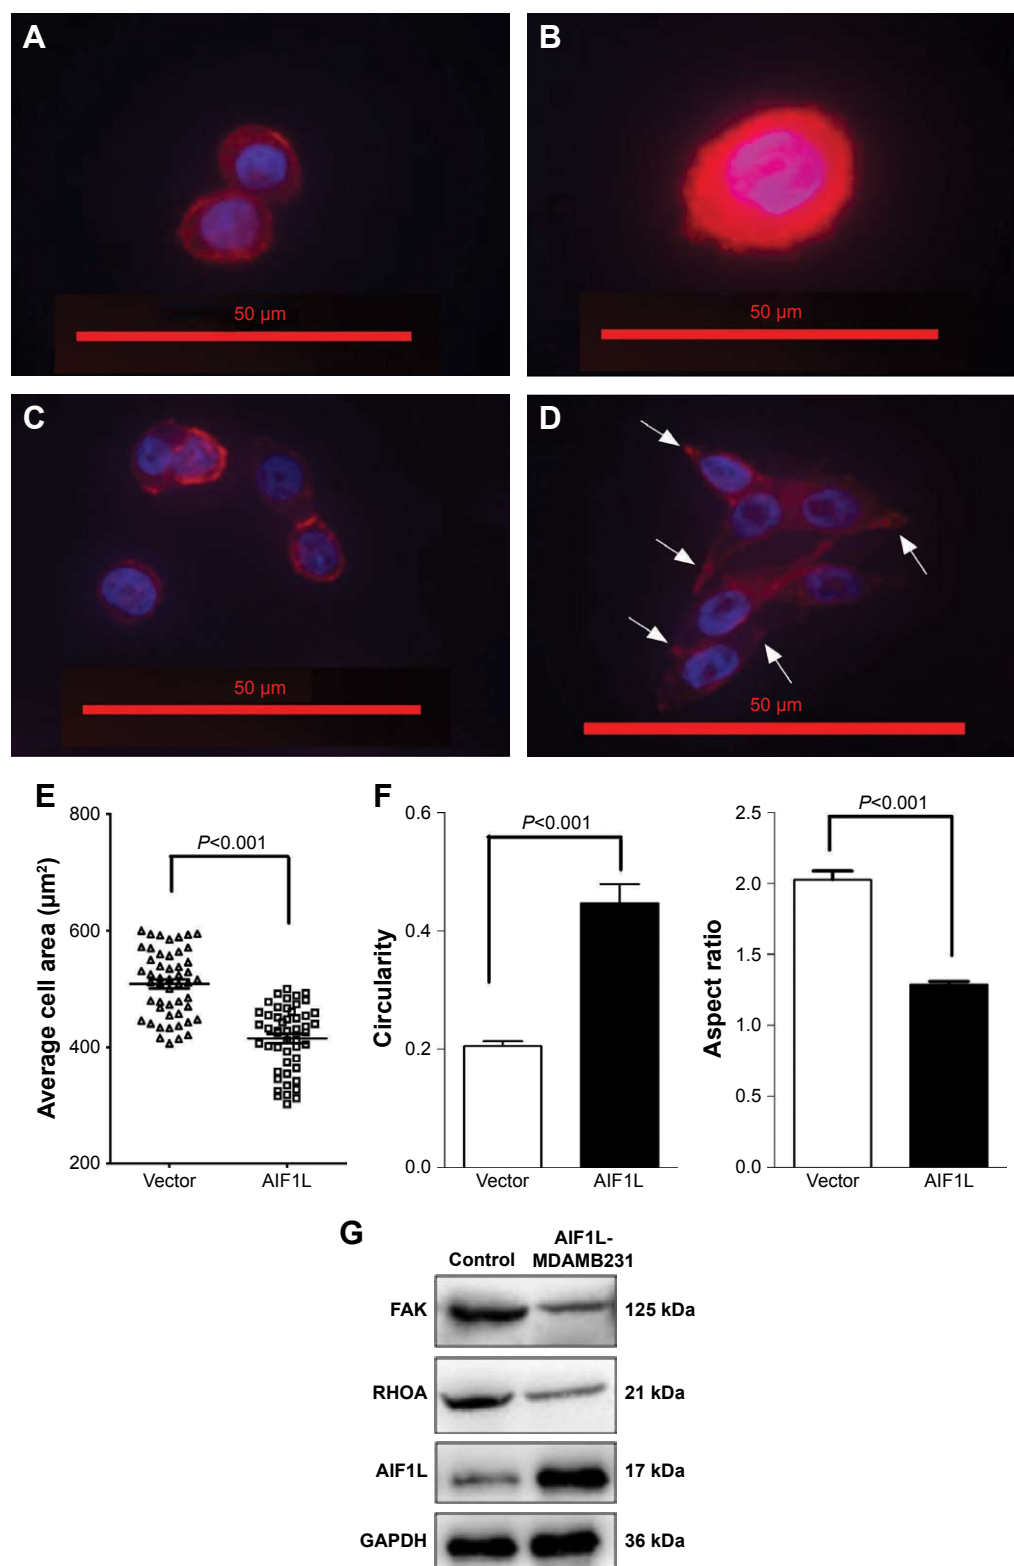 A
50 µm
B
50 µm
C
50 µm
D
50 µm
E
800
600
400
200
Average cell area (µm²)
P<0.001
Vector
AIF1L
F
0.6
0.4
0.2
0.0
Circularity
P<0.001
Vector
AIF1L
2.5
2.0
1.5
1.0
0.5
0.0
Aspect ratio
P<0.001
Vector
AIF1L
G
Control
AIF1L-
MDAMB231
FAK
125 kDa
RHOA
21 kDa
AIF1L
17 kDa
GAPDH
36 kDa